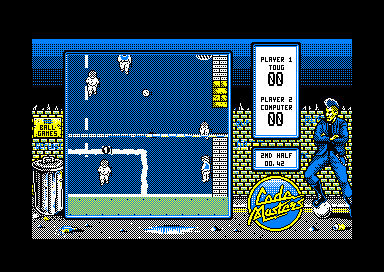 PLAYER 1
TOUG
00
PLAYER 2
COMPUTER
00
NO
BALL
GAMES
2ND HALF
00.42
Code
Masters